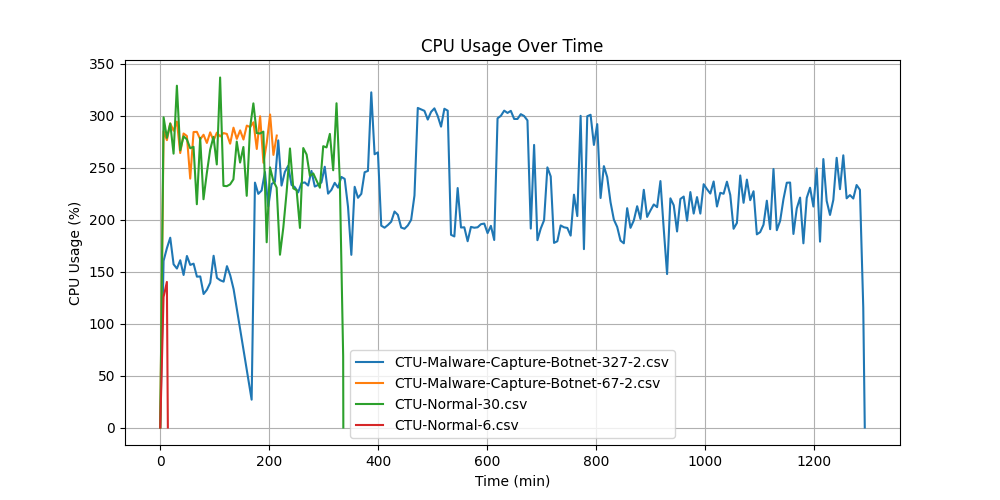 CPU Usage Over Time
350
300
250
200
150
100
50
0
CPU Usage (%)
CTU-Malware-Capture-Botnet-327-2.csv
CTU-Malware-Capture-Botnet-67-2.csv
CTU-Normal-30.csv
CTU-Normal-6.csv
0 200 400 600 800 1000 1200
Time (min)